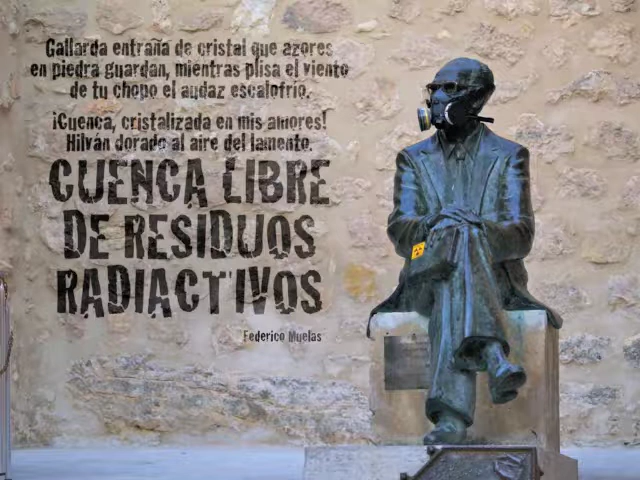 Gallarda entraña de cristal que azores
en piedra guardan, mientras plisa el viento
de tu chopo el audaz escalofrío.
¡Cuenca, cristalizada en mis amores!
Hilván dorado al aire del lamento.
CUENCA LIBRE
DE RESIDUOS
RADIACTIVOS
Federico Muelas